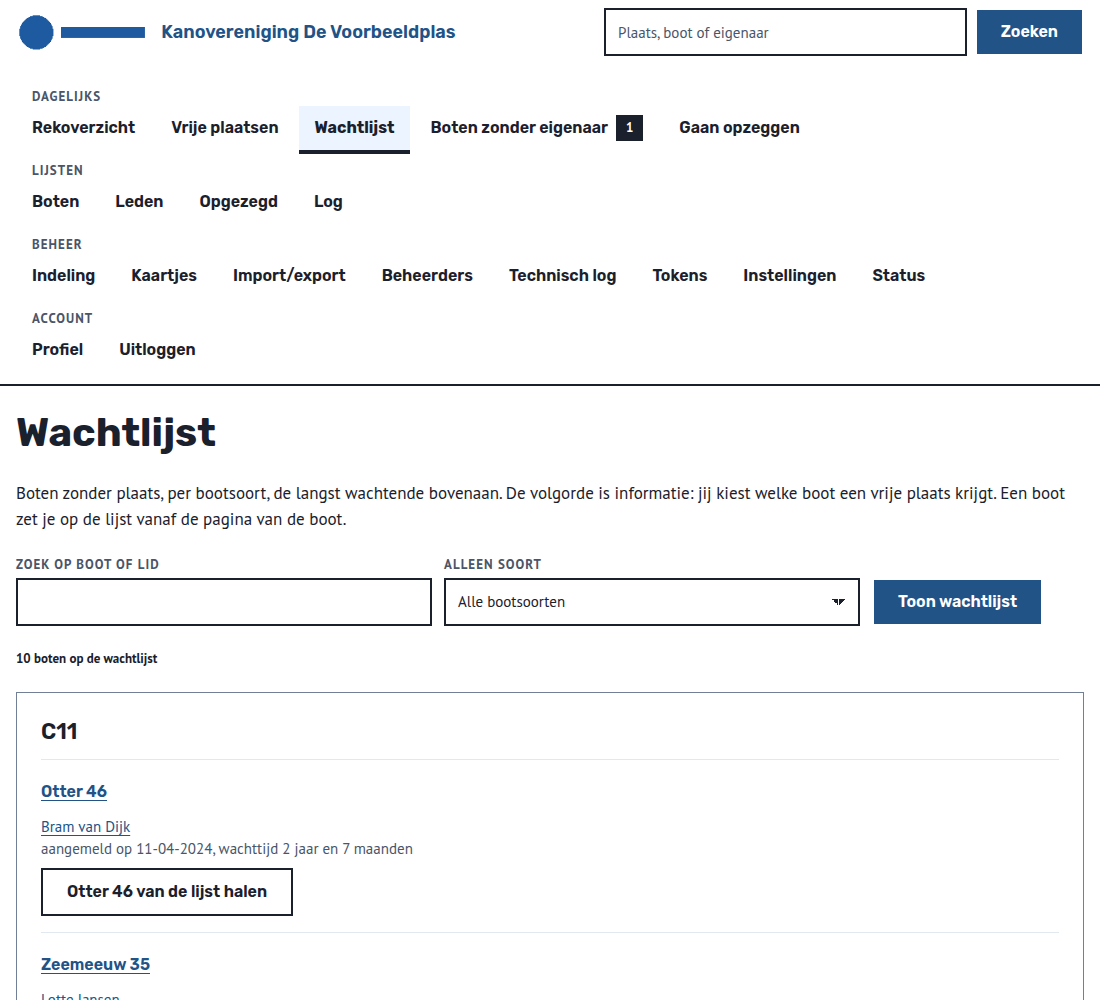 Kanovereniging De Voorbeeldplas
Plaats, boot of eigenaar
Zoeken
DAGELIJKS
Rekoverzicht Vrije plaatsen Wachtlijst Boten zonder eigenaar 1 Gaan opzeggen
LIJSTEN
Boten Leden Opgezegd Log
BEHEER
Indeling Kaartjes Import/export Beheerders Technisch log Tokens Instellingen Status
ACCOUNT
Profiel Uitloggen
Wachtlijst
Boten zonder plaats, per bootsoort, de langst wachtende bovenaan. De volgorde is informatie: jij kiest welke boot een vrije plaats krijgt. Een boot
zet je op de lijst vanaf de pagina van de boot.
ZOEK OP BOOT OF LID
ALLEEN SOORT
Alle bootsoorten
Toon wachtlijst
10 boten op de wachtlijst
C11
Otter 46
Bram van Dijk
aangemeld op 11-04-2024, wachttijd 2 jaar en 7 maanden
Otter 46 van de lijst halen
Zeemeeuw 35
Lotte Jansen